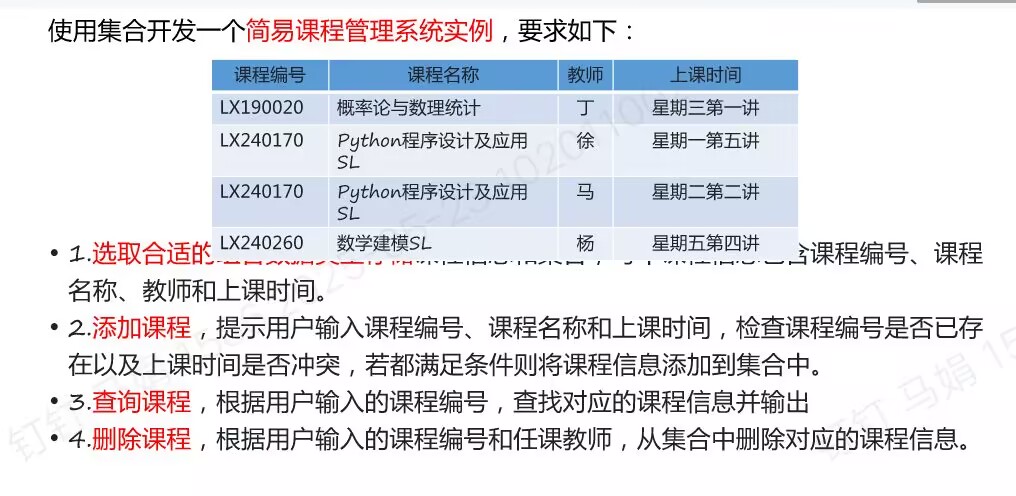 使用集合开发一个简易课程管理系统实例，要求如下：
课程编号 课程名称 教师 上课时间
LX190020 概率论与数理统计 丁 星期三第一讲
LX240170 Python程序设计及应用SL 徐 星期一第五讲
LX240170 Python程序设计及应用SL 马 星期二第二讲
LX240260 数学建模SL 杨 星期五第四讲
• 1.选取合适的 课程编号、课程
名称、教师和上课时间。
• 2.添加课程，提示用户输入课程编号、课程名称和上课时间，检查课程编号是否已存
在以及上课时间是否冲突，若都满足条件则将课程信息添加到集合中。
• 3.查询课程，根据用户输入的课程编号，查找对应的课程信息并输出
• 4.删除课程，根据用户输入的课程编号和任课教师，从集合中删除对应的课程信息。
钉钉 马娟 15
钉钉 马娟 15